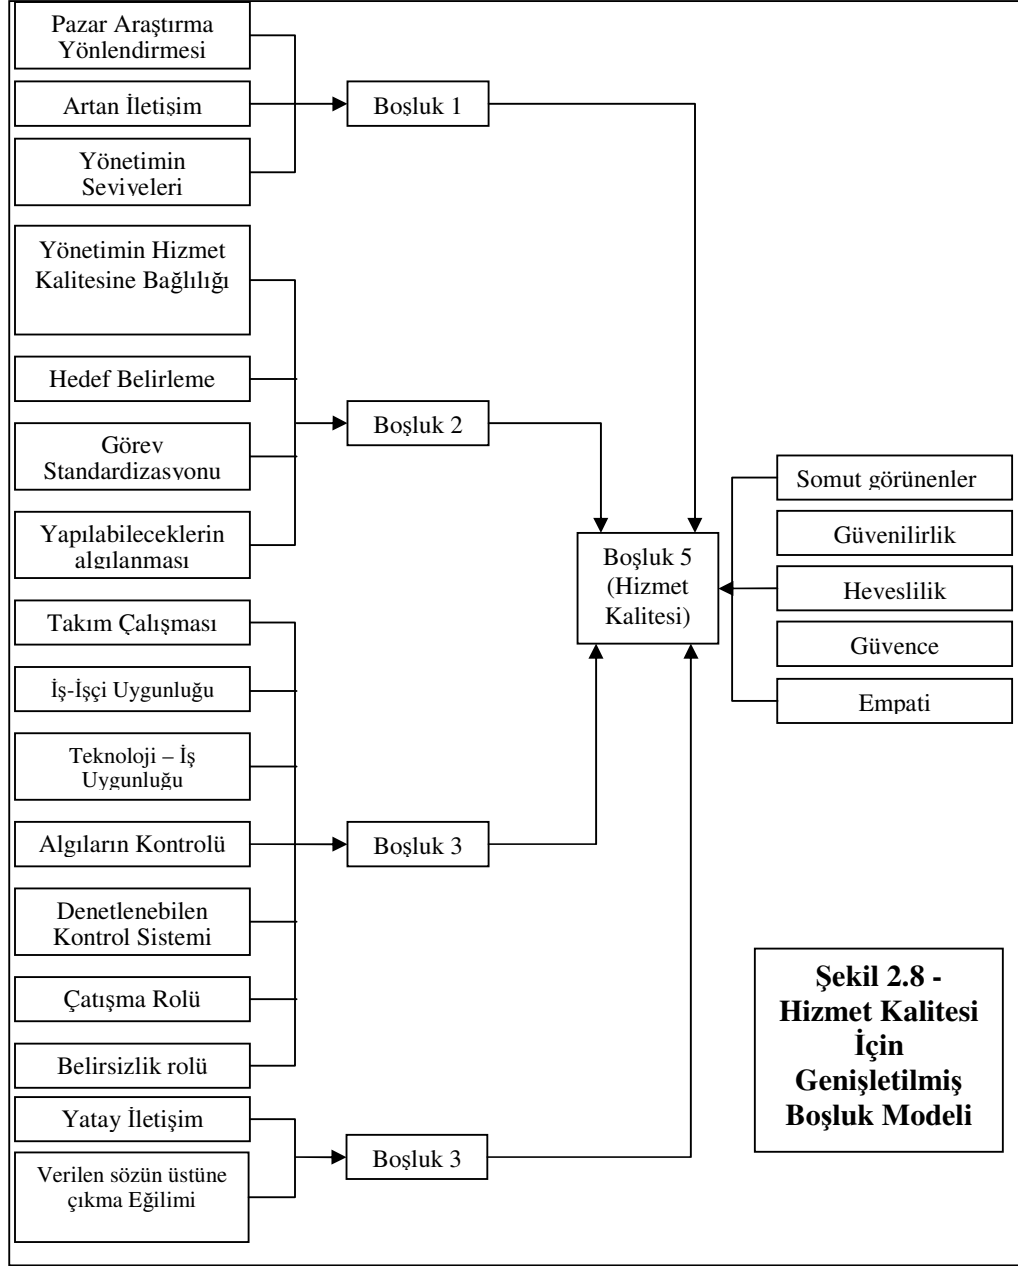 Pazar Araştırma
Yönlendirmesi
Artan İletişim
Boşluk 1
Yönetimin
Seviyeleri
Yönetimin Hizmet
Kalitesine Bağlılığı
Hedef Belirleme
Boşluk 2
Görev
Standardizasyonu
Yapılabileceklerin
algılanması
Boşluk 5
(Hizmet
Kalitesi)
Somut görünenler
Güvenilirlik
Heveslilik
Güvence
Empati
Takım Çalışması
İş-İşçi Uygunluğu
Teknoloji – İş
Uygunluğu
Algıların Kontrolü
Boşluk 3
Denetlenebilen
Kontrol Sistemi
Çatışma Rolü
Belirsizlik rolü
Yatay İletişim
Boşluk 3
Verilen sözün üstüne
çıkma Eğilimi
Şekil 2.8 -
Hizmet Kalitesi
İçin
Genişletilmiş
Boşluk Modeli